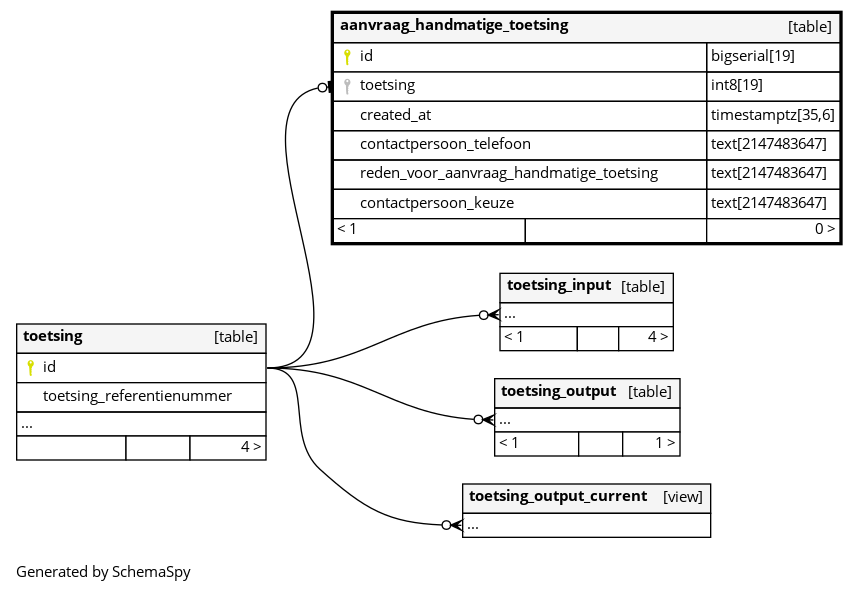 aanvraag_handmatige_toetsing [table]
id bigserial[19]
toetsing int8[19]
created_at timestamptz[35,6]
contactpersoon_telefoon text[2147483647]
reden_voor_aanvraag_handmatige_toetsing text[2147483647]
contactpersoon_keuze text[2147483647]
< 1 0 >
toetsing_input [table]
...
< 1 4 >
toetsing [table]
id
toetsing_referentienummer
...
4 >
toetsing_output [table]
...
< 1 1 >
toetsing_output_current [view]
...
Generated by SchemaSpy